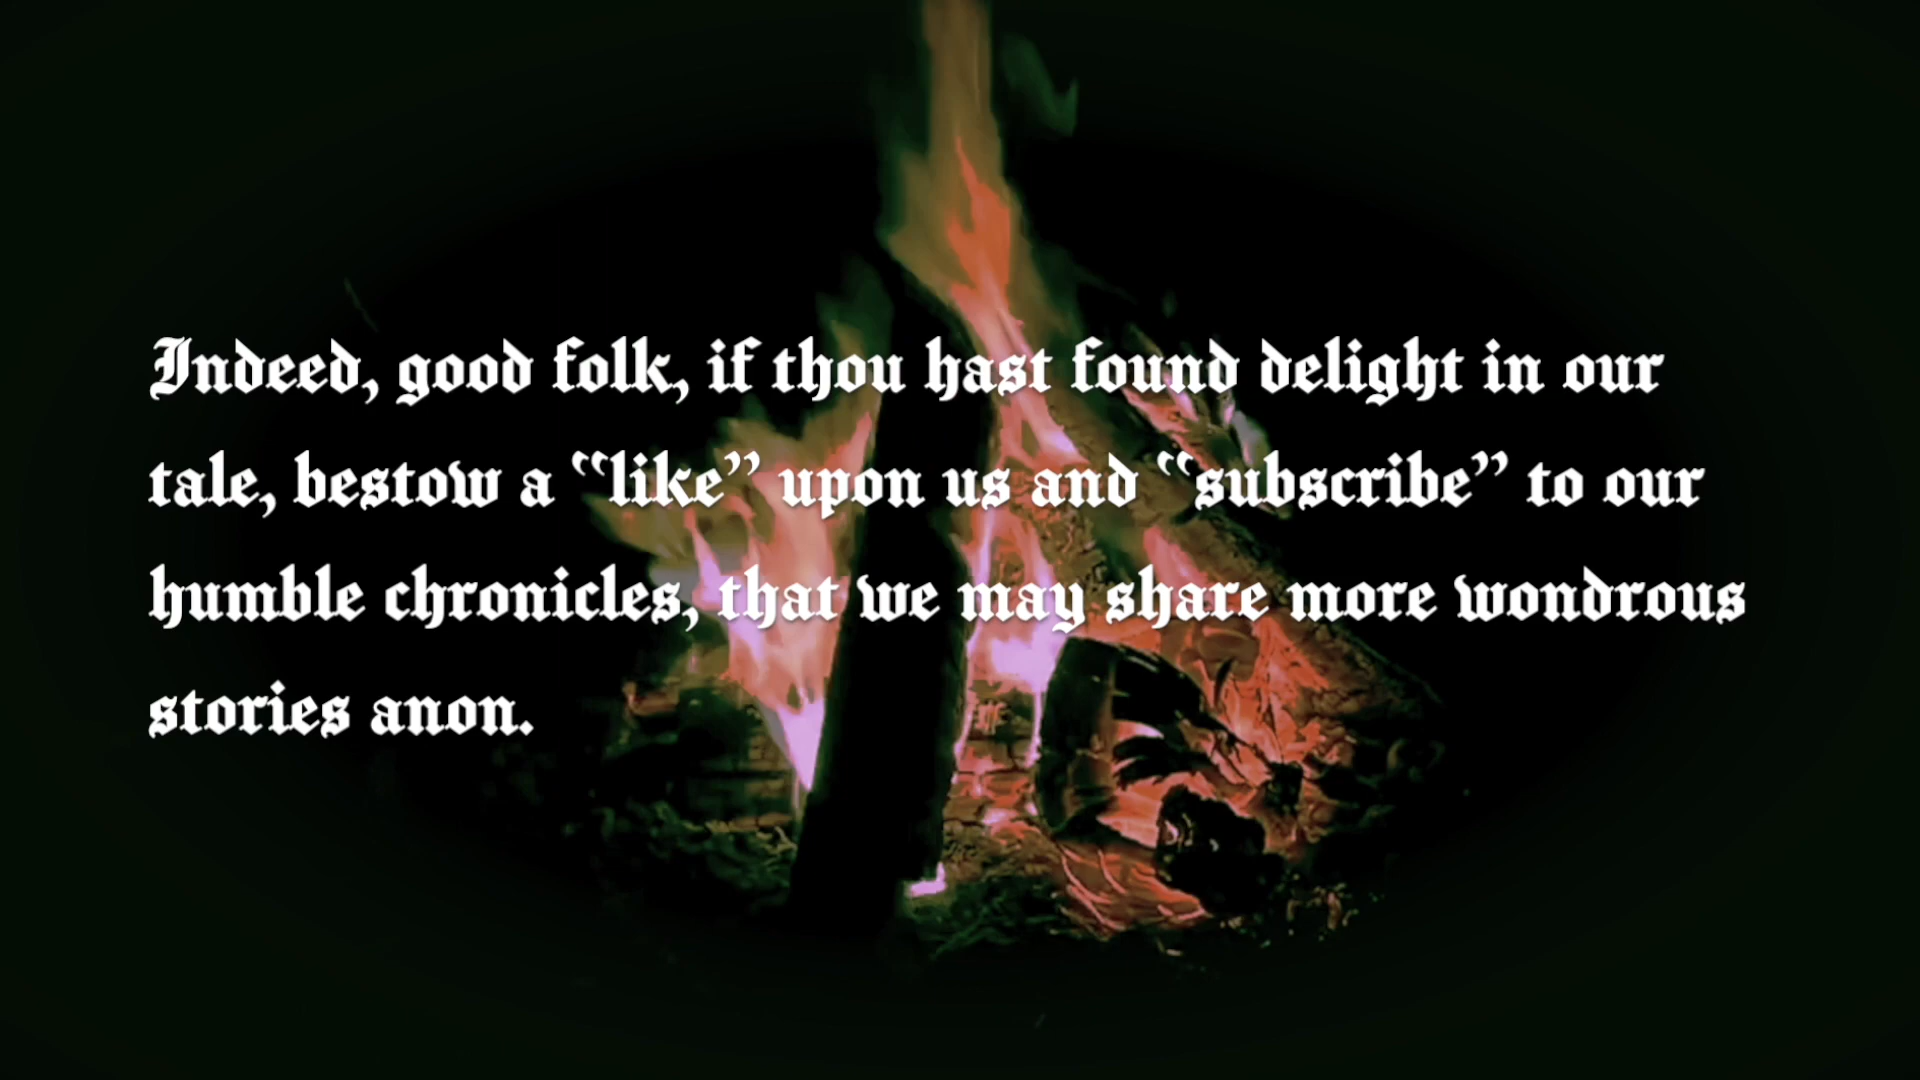 Indeed, good folk, if thou hast found delight in our
tale, bestow a “like” upon us and “subscribe” to our
humble chronicles, that we may share more wondrous
stories anon.